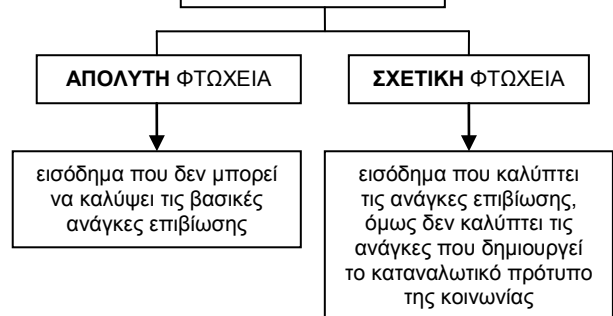 ΑΠΟΛΥΤΗ ΦΤΩΧΕΙΑ
ΣΧΕΤΙΚΗ ΦΤΩΧΕΙΑ
εισόδημα που δεν μπορεί
να καλύψει τις βασικές
ανάγκες επιβίωσης
εισόδημα που καλύπτει
τις ανάγκες επιβίωσης,
όμως δεν καλύπτει τις
ανάγκες που δημιουργεί
το καταναλωτικό πρότυπο
της κοινωνίας